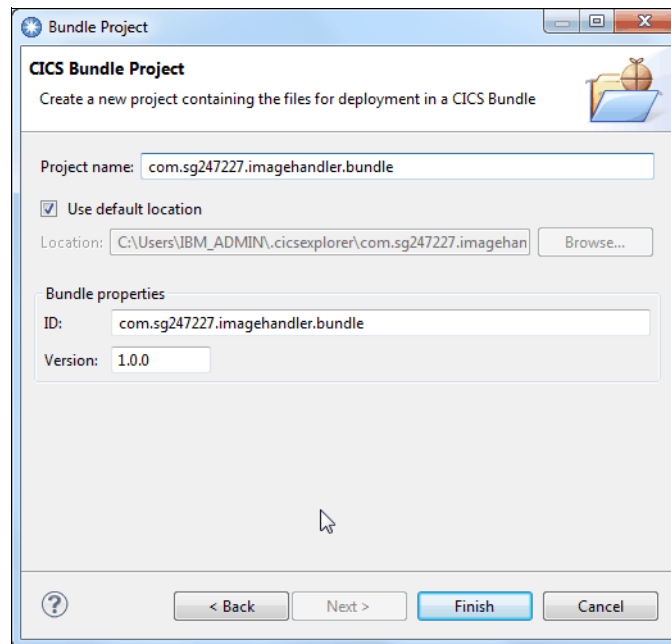 Bundle Project
CICS Bundle Project
Create a new project containing the files for deployment in a CICS Bundle
Project name: com.sg247227.imagehandler.bundle
Use default location
Location: C:\Users\IBM_ADMIN\.cicsexplorer\com.sg247227.imagehan Browse...
Bundle properties
ID: com.sg247227.imagehandler.bundle
Version: 1.0.0
? < Back Next > Finish Cancel